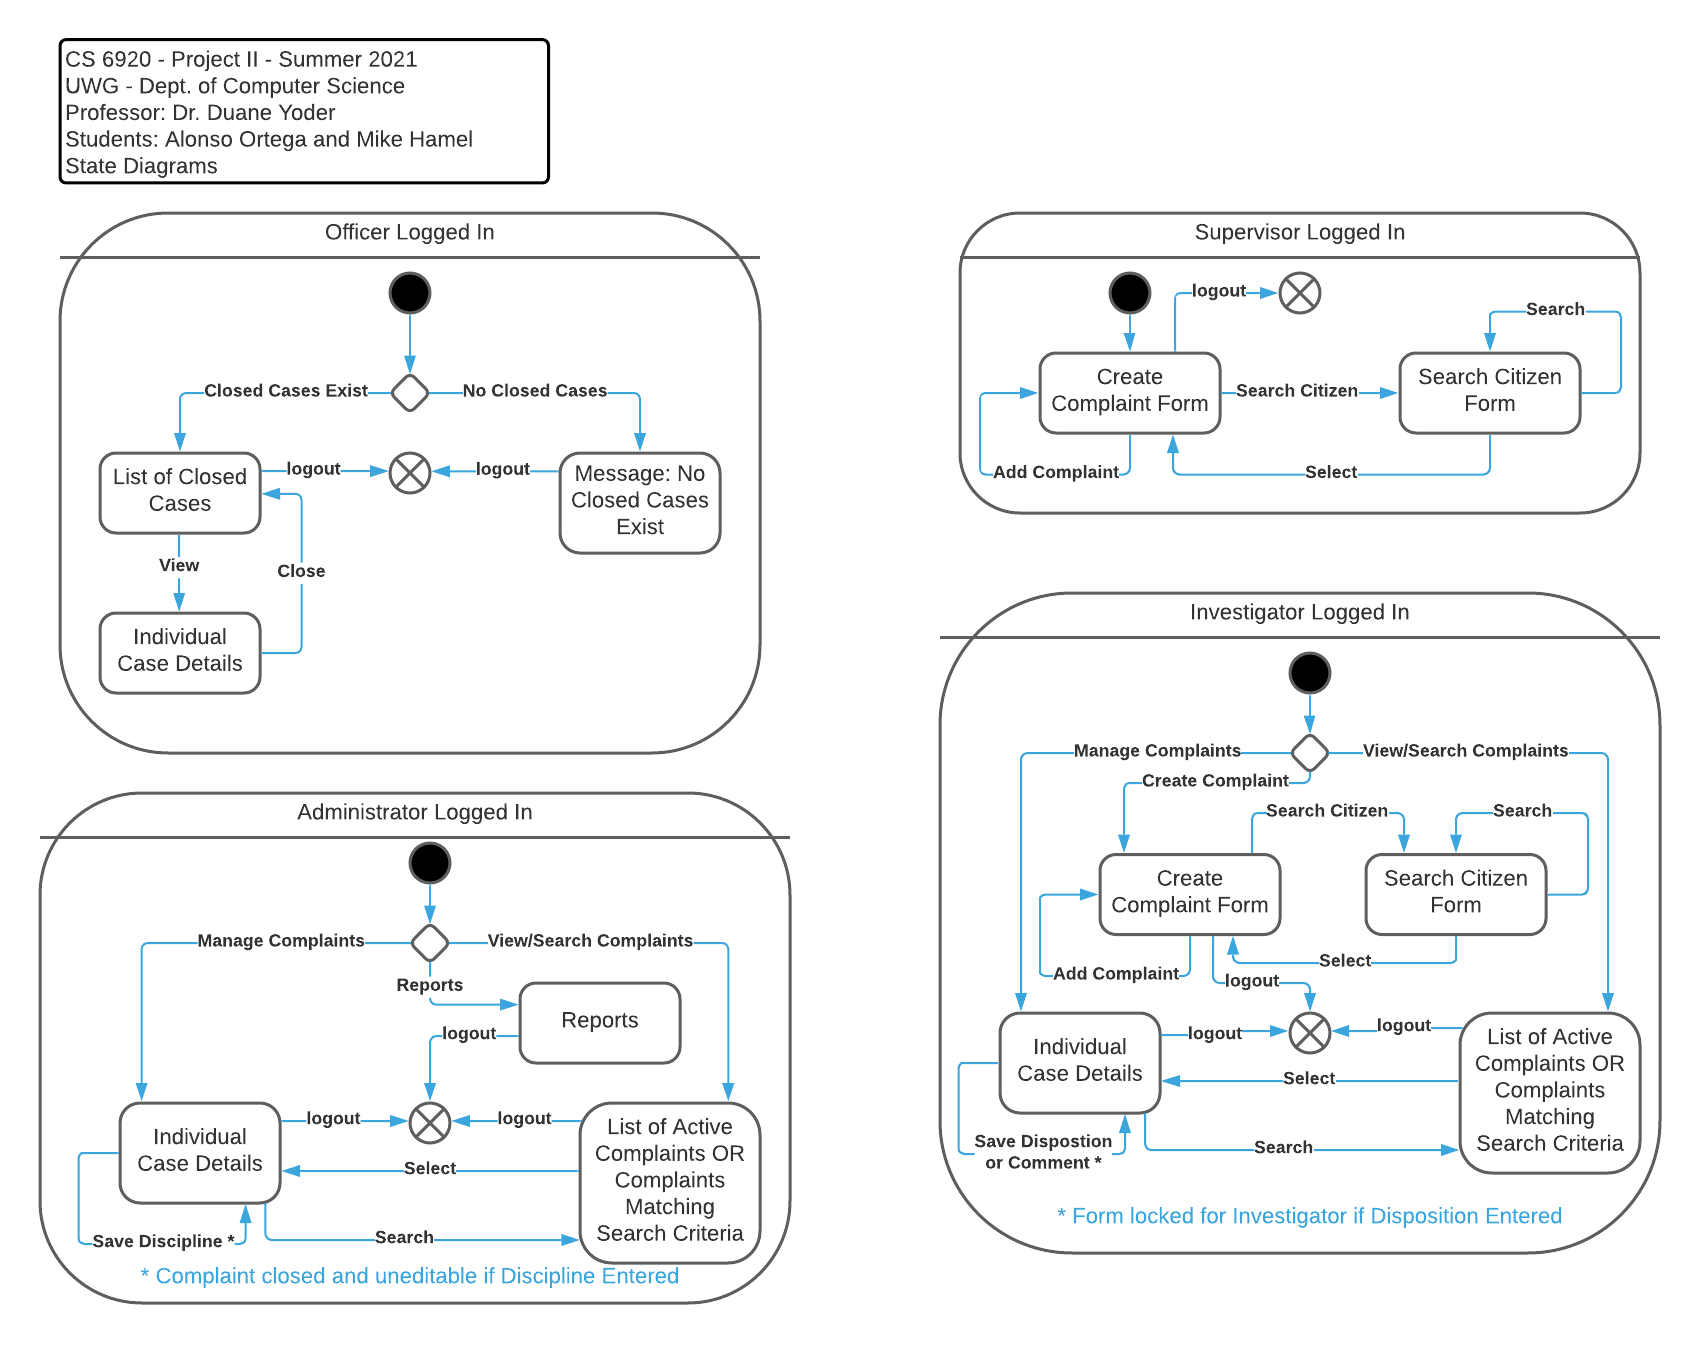 CS 6920 - Project II - Summer 2021
UWG - Dept. of Computer Science
Professor: Dr. Duane Yoder
Students: Alonso Ortega and Mike Hamel
State Diagrams
Officer Logged In
Closed Cases Exist
No Closed Cases
List of Closed
Cases
logout
logout
Message: No
Closed Cases
Exist
View
Close
Individual
Case Details
Supervisor Logged In
logout
Search
Create
Complaint Form
Search Citizen
Search Citizen
Form
Add Complaint
Select
Administrator Logged In
Manage Complaints
View/Search Complaints
Reports
Reports
logout
Individual
Case Details
logout
logout
List of Active
Complaints OR
Complaints
Matching
Search Criteria
Select
Save Discipline *
Search
* Complaint closed and uneditable if Discipline Entered
Investigator Logged In
Manage Complaints
View/Search Complaints
Create Complaint
Search Citizen
Search
Create
Complaint Form
Search Citizen
Form
Add Complaint
Select
logout
Individual
Case Details
logout
logout
List of Active
Complaints OR
Complaints
Matching
Search Criteria
Select
Save Dispostion
or Comment *
Search
* Form locked for Investigator if Disposition Entered